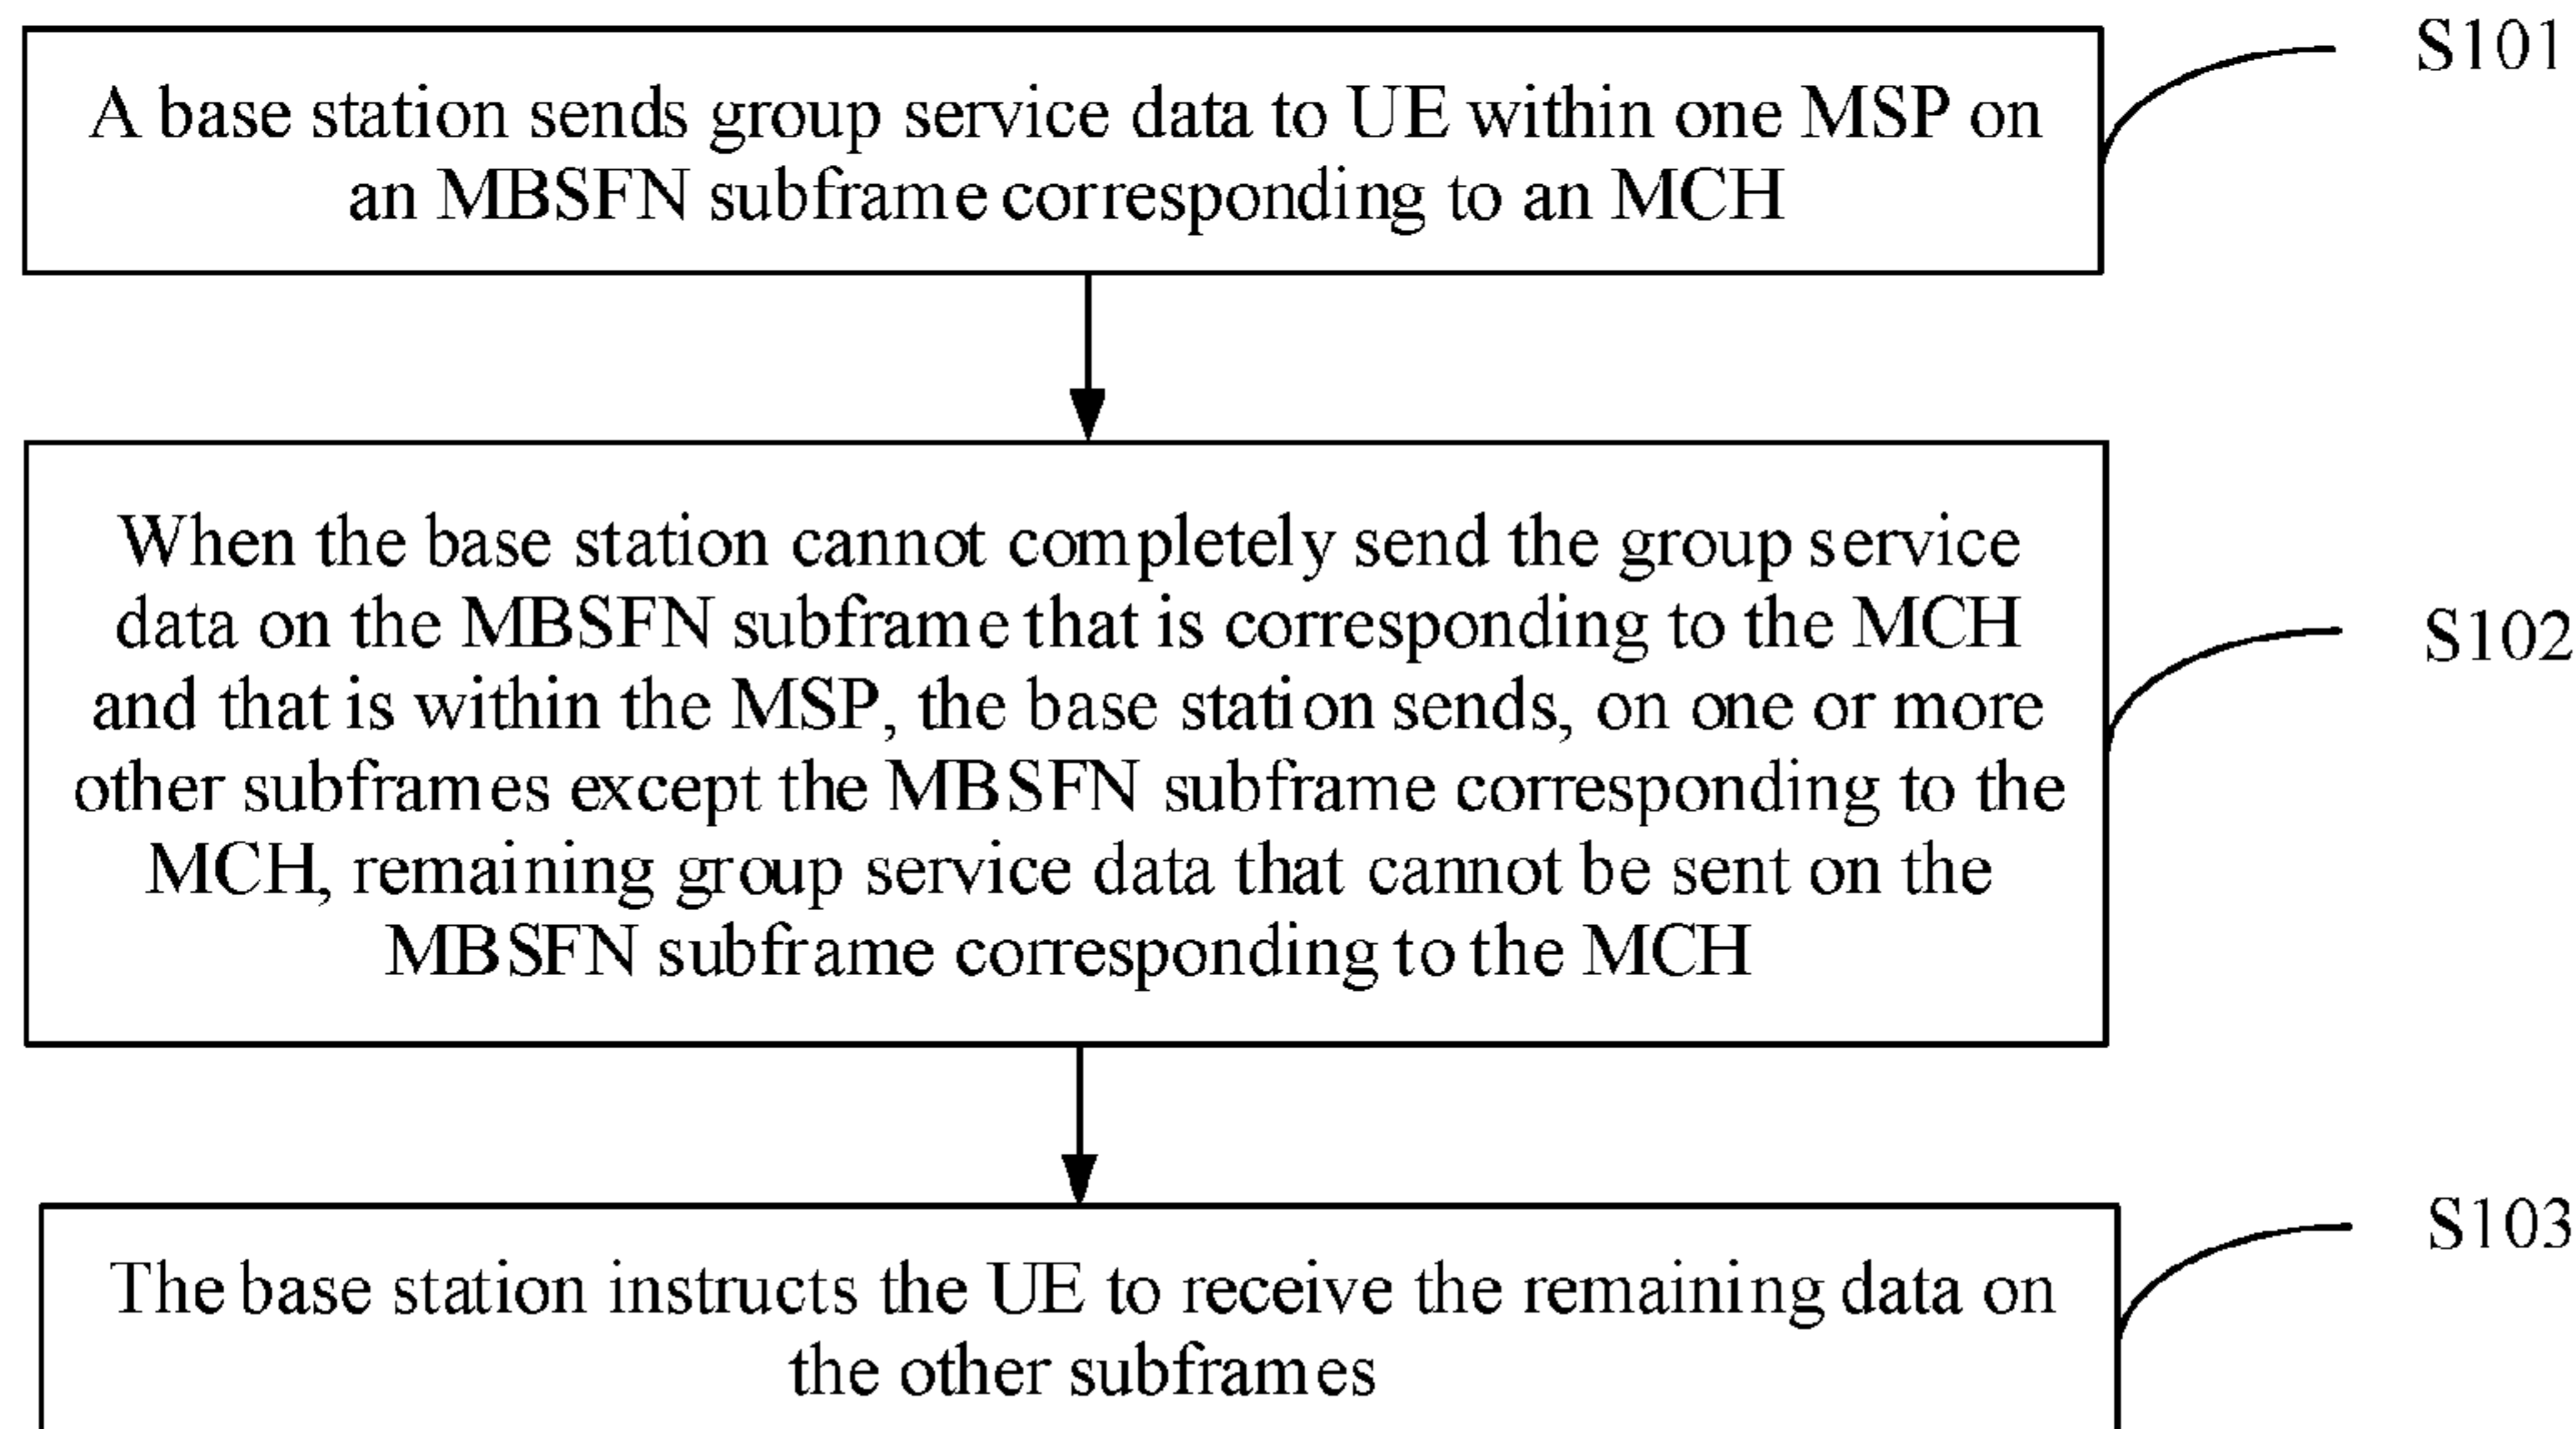 A base station sends group service data to UE within one MSP on
an MBSFN subframe corresponding to an MCH
S101
When the base station cannot completely send the group service
data on the MBSFN subframe that is corresponding to the MCH
and that is within the MSP, the base station sends, on one or more
other subframes except the MBSFN subframe corresponding to the
MCH, remaining group service data that cannot be sent on the
MBSFN subframe corresponding to the MCH
S102
The base station instructs the UE to receive the remaining data on
the other subframes
S103